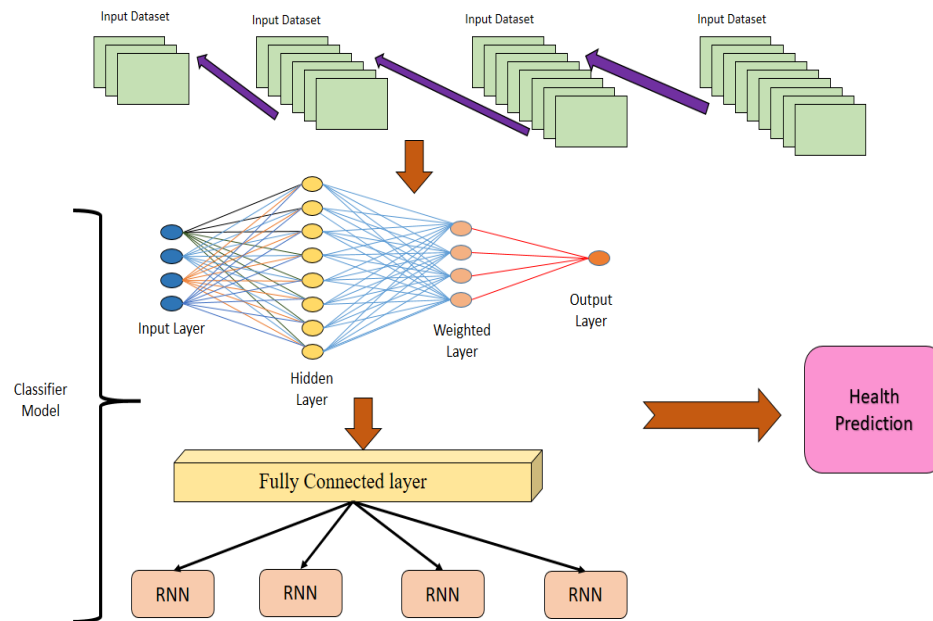 Input Dataset
Input Dataset
Input Dataset
Input Dataset
Input Layer
Hidden
Layer
Weighted
Layer
Output
Layer
Classifier
Model
Health
Prediction
Fully Connected layer
RNN
RNN
RNN
RNN